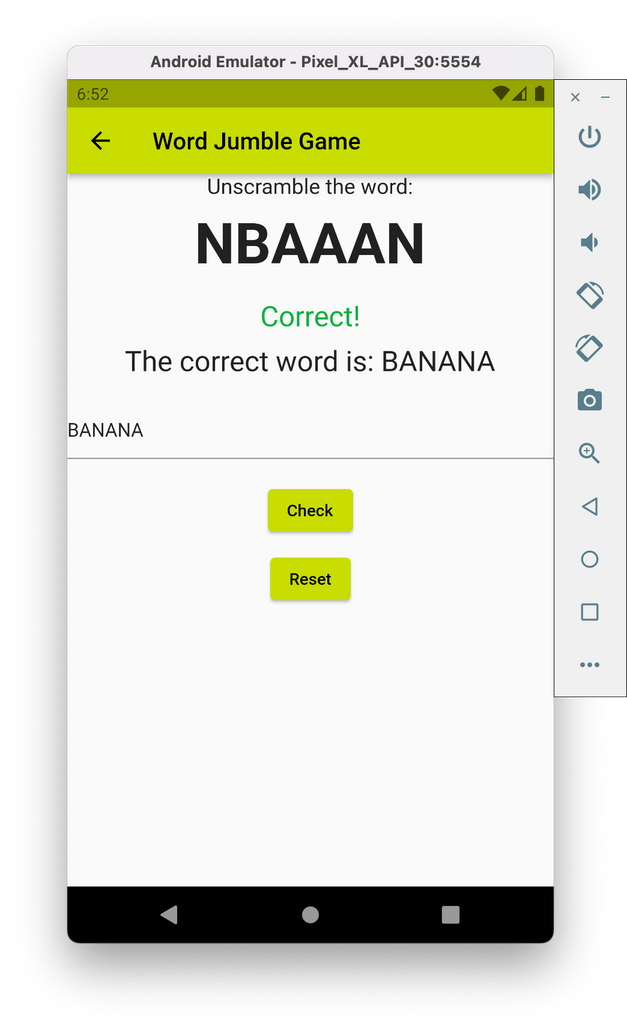 Android Emulator - Pixel_XL_API_30:5554
6:52
Word Jumble Game
Unscramble the word:
NBAAAN
Correct!
The correct word is: BANANA
BANANA
Check
Reset